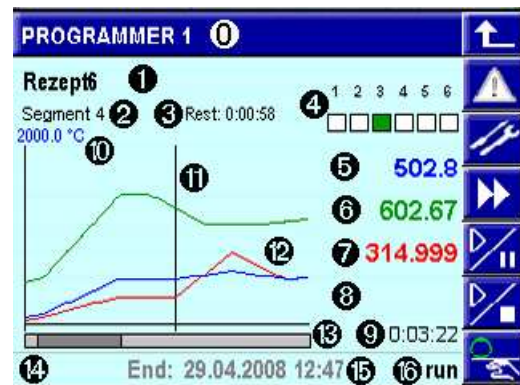 PROGRAMMER 1 0
Rezept6 1
1 2 3 4 5 6
Segment 4 2 3 Rest: 0:00:58 4
2000.0 °C
10
11
5 502.8
6 602.67
12 7 314.999
8
13 9 0:03:22
14 End: 29.04.2008 12:47 15 16 run